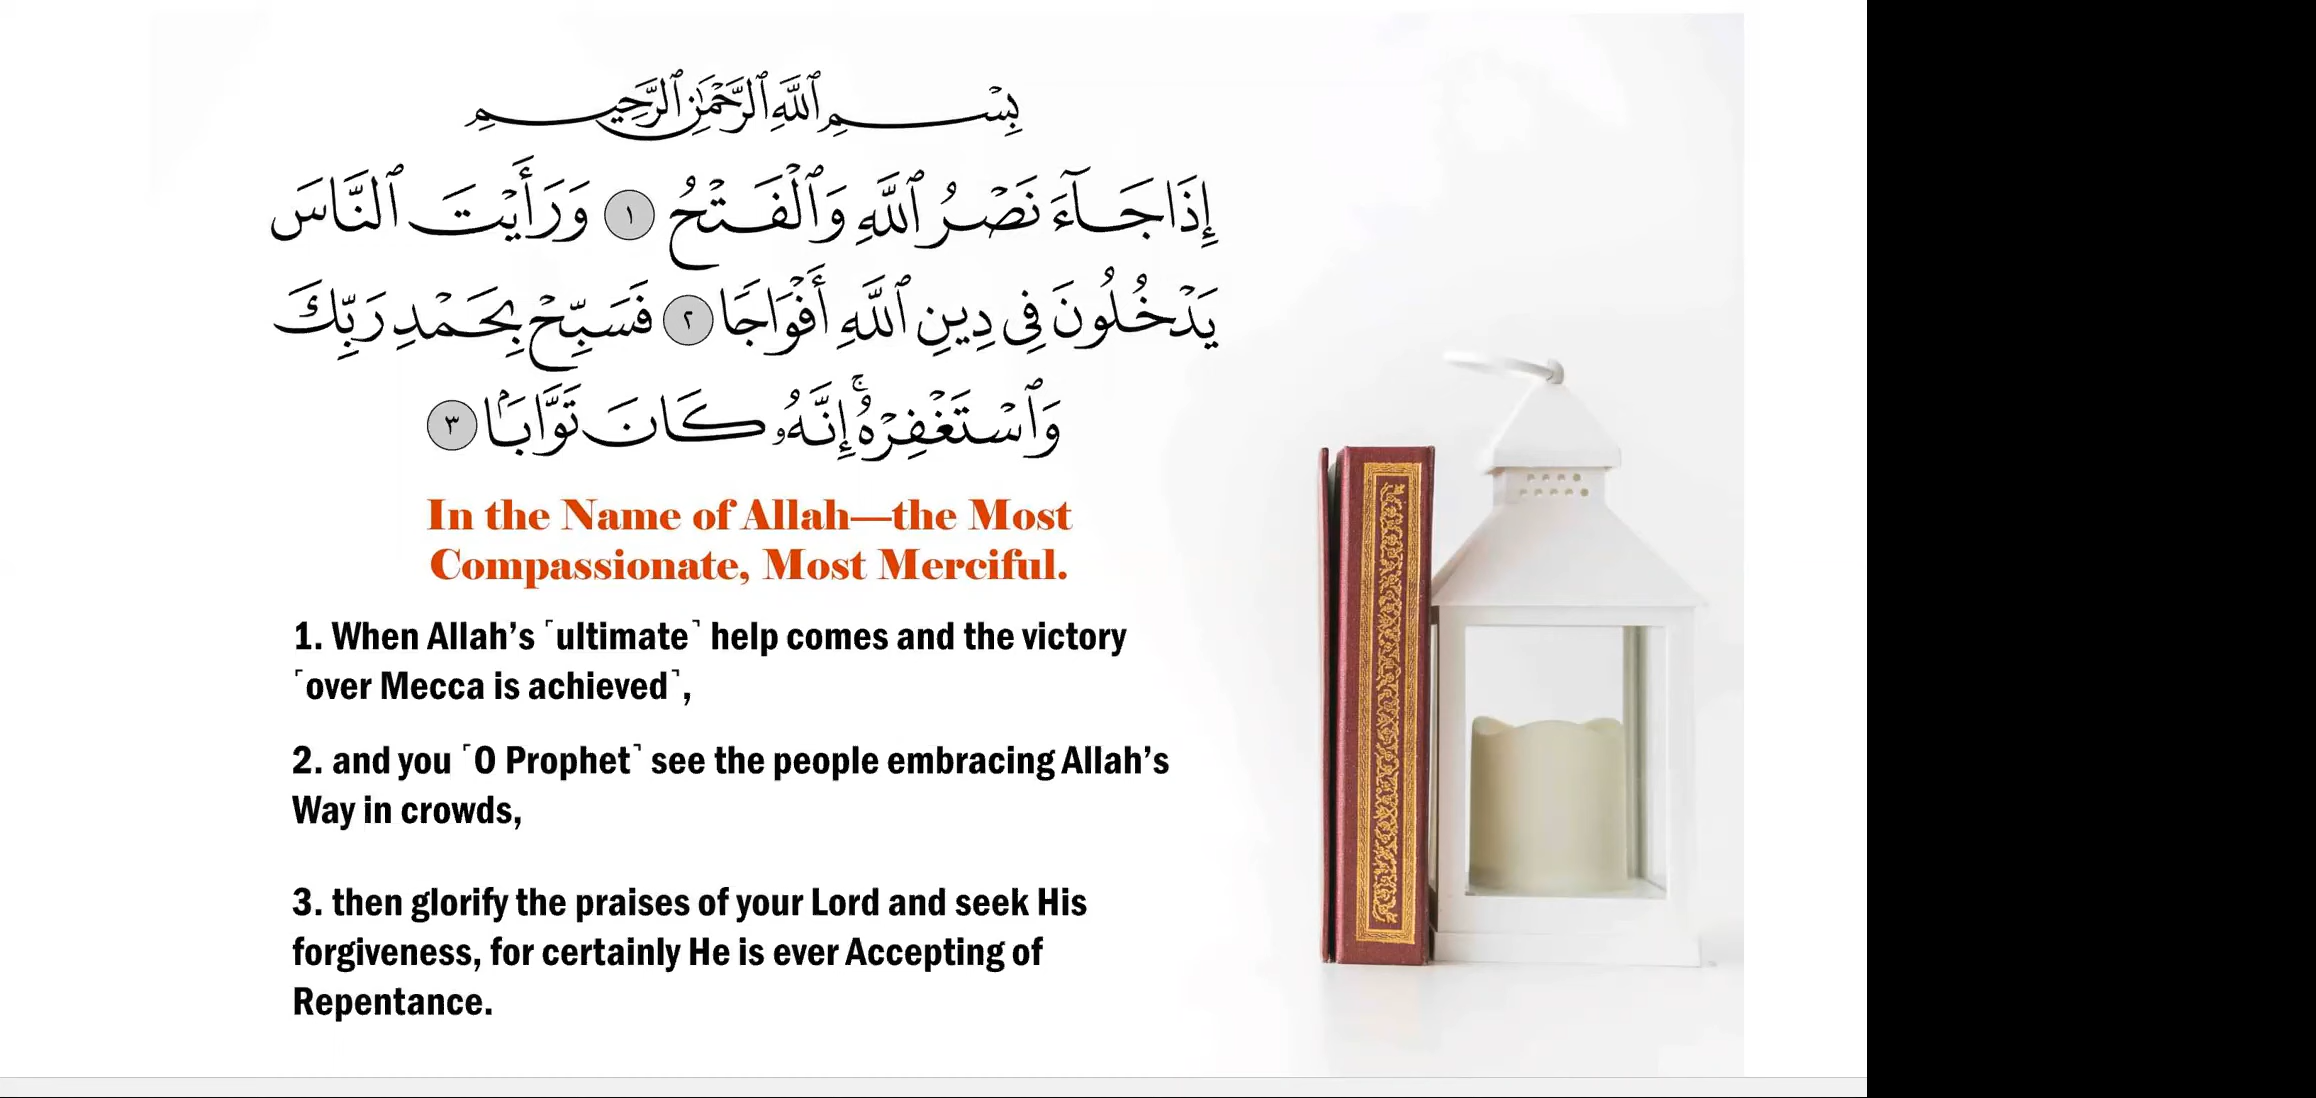 بِسْمِ ٱللَّهِ ٱلرَّحْمَٰنِ ٱلرَّحِيمِ
إِذَا جَآءَ نَصْرُ ٱللَّهِ وَٱلْفَتْحُ ١ وَرَأَيْتَ ٱلنَّاسَ
يَدْخُلُونَ فِى دِينِ ٱللَّهِ أَفْوَاجًا ٢ فَسَبِّحْ بِحَمْدِ رَبِّكَ
وَٱسْتَغْفِرْهُ ۚ إِنَّهُۥ كَانَ تَوَّابًۢا ٣
In the Name of Allah—the Most
Compassionate, Most Merciful.
1. When Allah’s ˹ultimate˺ help comes and the victory
˹over Mecca is achieved˺,
2. and you ˹O Prophet˺ see the people embracing Allah’s
Way in crowds,
3. then glorify the praises of your Lord and seek His
forgiveness, for certainly He is ever Accepting of
Repentance.